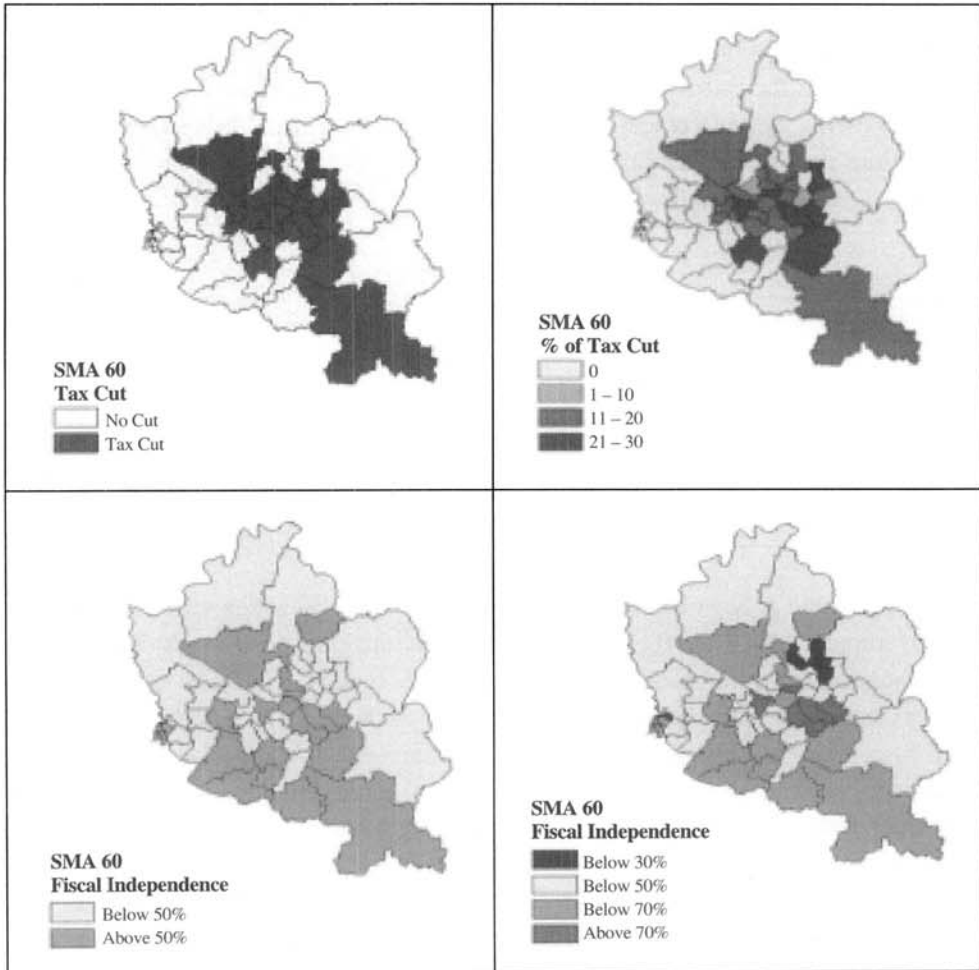 SMA 60
Tax Cut
No Cut
Tax Cut
SMA 60
% of Tax Cut
0
1 – 10
11 – 20
21 – 30
SMA 60
Fiscal Independence
Below 50%
Above 50%
SMA 60
Fiscal Independence
Below 30%
Below 50%
Below 70%
Above 70%